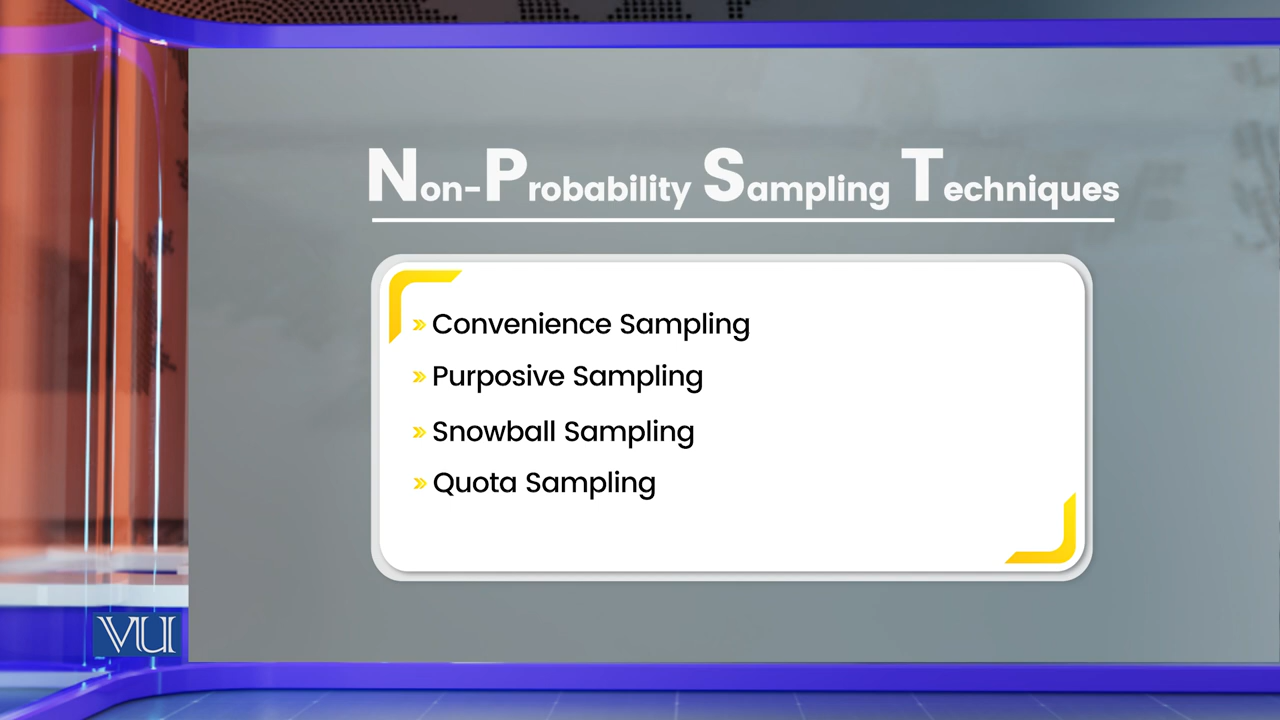 Non-Probability Sampling Techniques
» Convenience Sampling
» Purposive Sampling
» Snowball Sampling
» Quota Sampling
VU